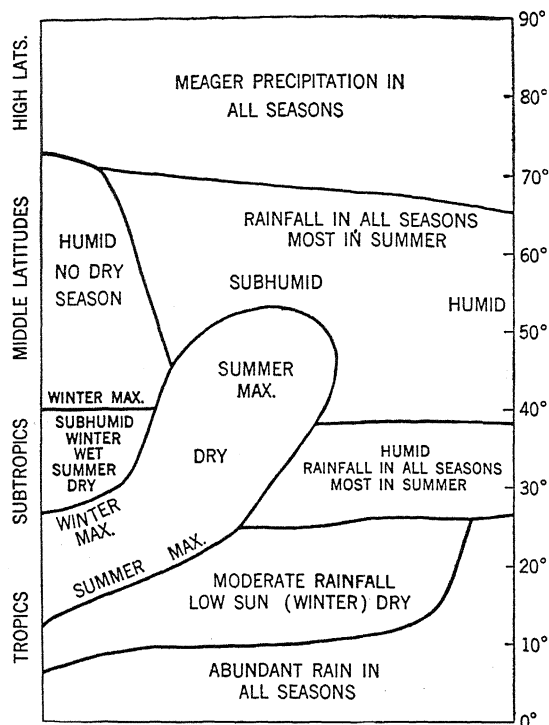 90°
HIGH LATS.
MEAGER PRECIPITATION IN
ALL SEASONS
80°
70°
MIDDLE LATITUDES
HUMID
NO DRY
SEASON
RAINFALL IN ALL SEASONS
MOST IN SUMMER
60°
SUBHUMID
HUMID
50°
SUMMER
MAX.
WINTER MAX.
40°
SUBTROPICS
SUBHUMID
WINTER
WET
SUMMER
DRY
DRY
HUMID
RAINFALL IN ALL SEASONS
MOST IN SUMMER
30°
WINTER
MAX.
SUMMER MAX.
20°
TROPICS
MODERATE RAINFALL
LOW SUN (WINTER) DRY
10°
ABUNDANT RAIN IN
ALL SEASONS
0°